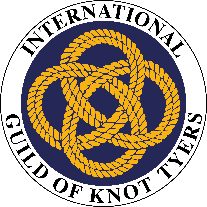 INTERNATIONAL
GUILD OF KNOT TYERS